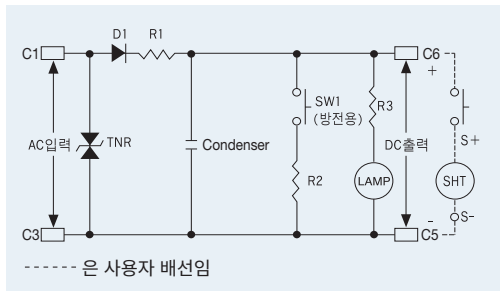 D1 R1
C1
C6
+
SW1
(방전용)
R3
S+
AC입력
TNR
Condenser
DC출력
R2
LAMP
SHT
-
S-
C3
C5
------- 은 사용자 배선임